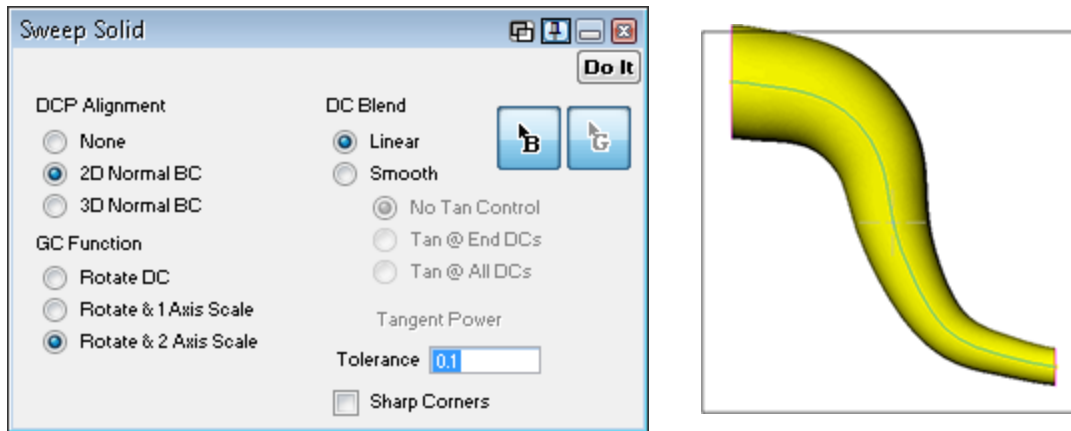 Sweep Solid
Do It
DCP Alignment
None
2D Normal BC
3D Normal BC
GC Function
Rotate DC
Rotate & 1 Axis Scale
Rotate & 2 Axis Scale
DC Blend
Linear
Smooth
No Tan Control
Tan @ End DCs
Tan @ All DCs
Tangent Power
Tolerance 0.1
Sharp Corners
B
G